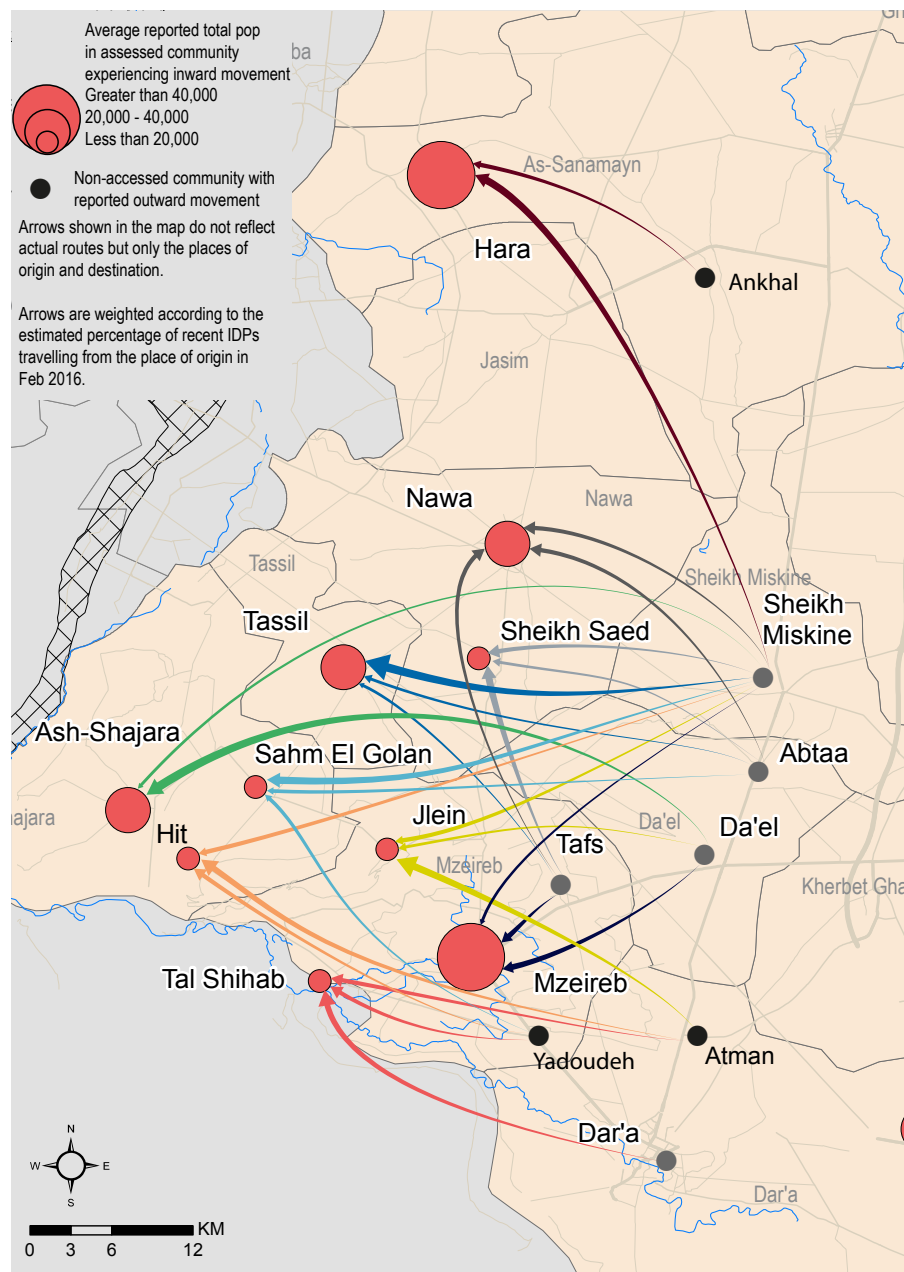 Average reported total pop
in assessed community
experiencing inward movement
Greater than 40,000
20,000 - 40,000
Less than 20,000
Non-accessed community with
reported outward movement
Arrows shown in the map do not reflect
actual routes but only the places of
origin and destination.
Arrows are weighted according to the
estimated percentage of recent IDPs
travelling from the place of origin in
Feb 2016.
ba
Gh
As-Sanamayn
Hara
Ankhal
Jasim
Nawa
Nawa
Tassil
Sheikh Miskine
Tassil
Sheikh Saed
Sheikh
Miskine
Ash-Shajara
Sahm El Golan
Abtaa
hajara
Hit
Jlein
Da'el
Da'el
Mzeireb
Tafs
Kherbet Gha
Tal Shihab
Mzeireb
Yadoudeh
Atman
Dar'a
Dar'a
N
W
E
S
KM
0 3 6 12